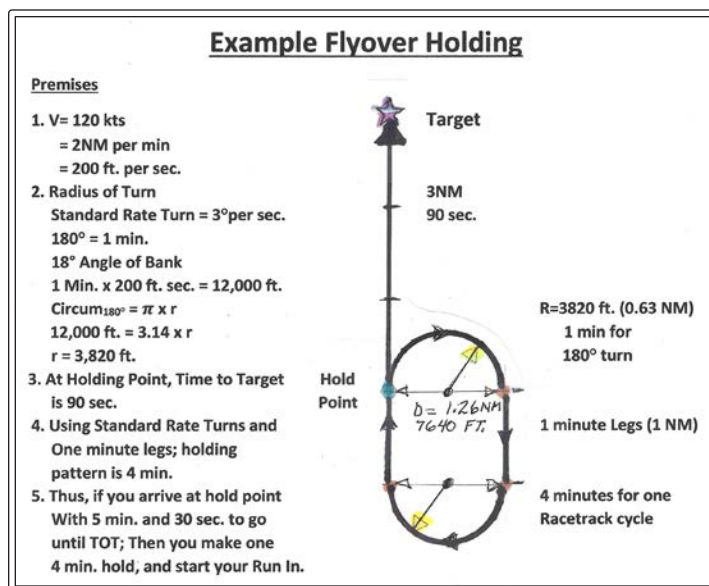 Example Flyover Holding
Premises
1. V= 120 kts
= 2NM per min
= 200 ft. per sec.
2. Radius of Turn
Standard Rate Turn = 3°per sec.
180° = 1 min.
18° Angle of Bank
1 Min. x 200 ft. sec. = 12,000 ft.
Circum180° = π x r
12,000 ft. = 3.14 x r
r = 3,820 ft.
3. At Holding Point, Time to Target
is 90 sec.
4. Using Standard Rate Turns and
One minute legs; holding
pattern is 4 min.
5. Thus, if you arrive at hold point
With 5 min. and 30 sec. to go
until TOT; Then you make one
4 min. hold, and start your Run In.
Target
3NM
90 sec.
R=3820 ft. (0.63 NM)
1 min for
180° turn
Hold
Point
D= 1.26NM
7640 FT.
1 minute Legs (1 NM)
4 minutes for one
Racetrack cycle